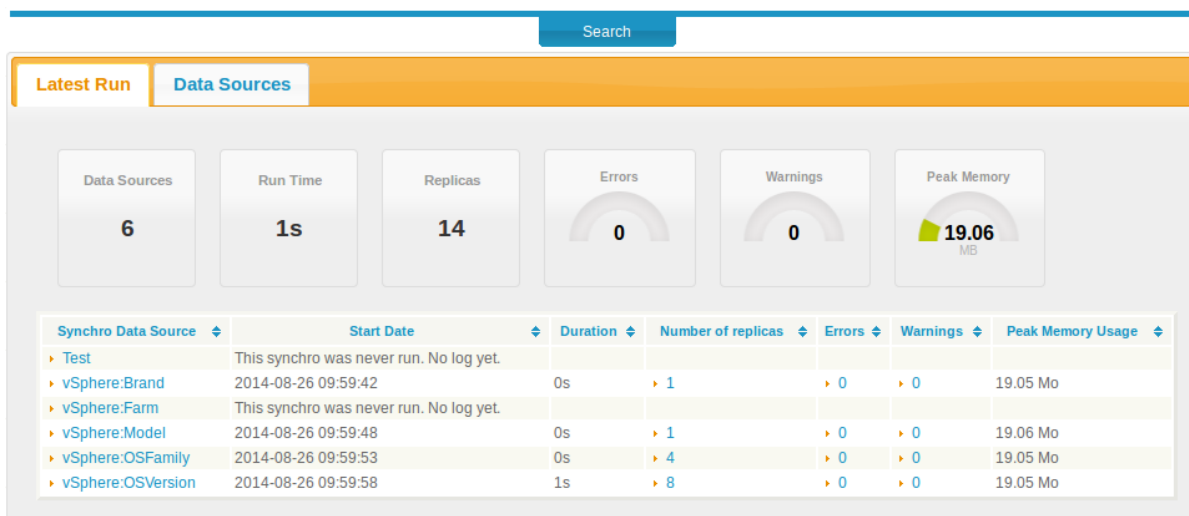 Search
Latest Run Data Sources
Data Sources Run Time Replicas Errors Warnings Peak Memory
6 1s 14 0 0 19.06
MB
Synchro Data Source Start Date Duration Number of replicas Errors Warnings Peak Memory Usage
Test This synchro was never run. No log yet.
vSphere:Brand 2014-08-26 09:59:42 0s 1 0 0 19.05 Mo
vSphere:Farm This synchro was never run. No log yet.
vSphere:Model 2014-08-26 09:59:48 0s 1 0 0 19.06 Mo
vSphere:OSFamily 2014-08-26 09:59:53 0s 4 0 0 19.05 Mo
vSphere:OSVersion 2014-08-26 09:59:58 1s 8 0 0 19.05 Mo